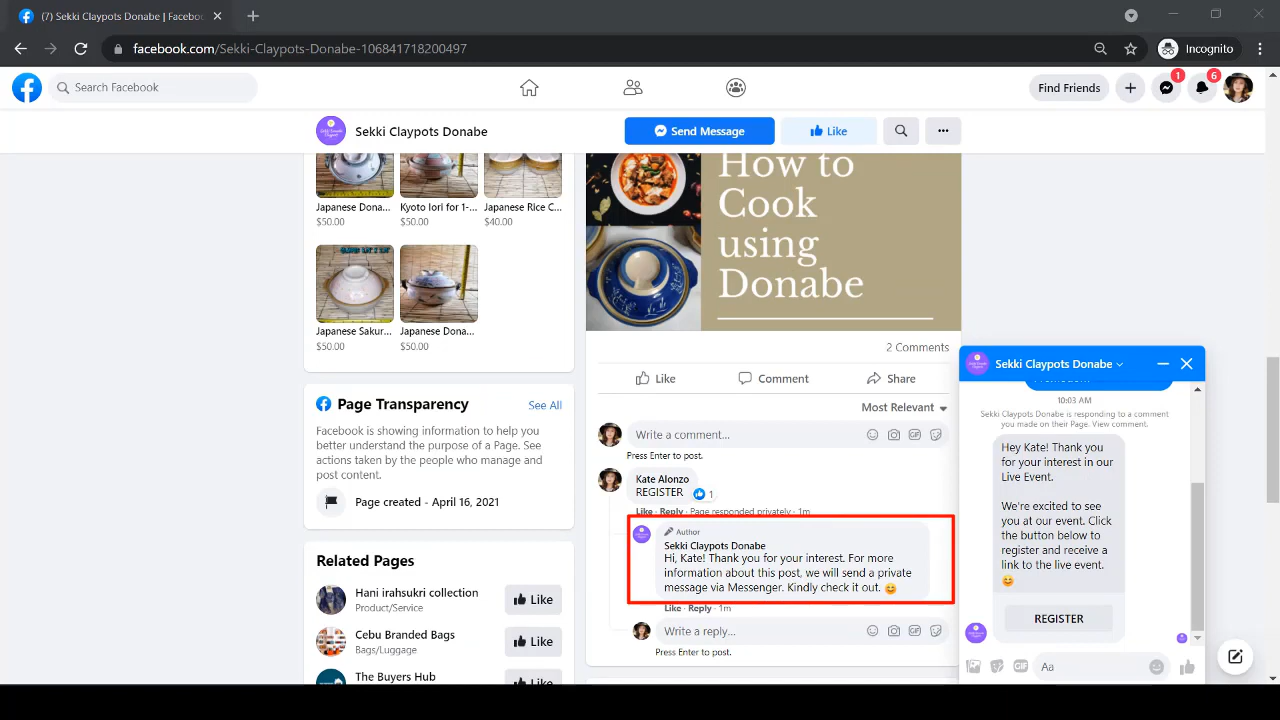 (7) Sekki Claypots Donabe | Facebo
facebook.com/Sekki-Claypots-Donabe-106841718200497
Incognito
Search Facebook
Find Friends
1
6
Sekki Claypots Donabe
Send Message
Like
Japanese Dona...
Kyoto Iori for 1-...
Japanese Rice C...
$50.00
$50.00
$40.00
Japanese Sakur...
Japanese Dona...
$50.00
$50.00
Page Transparency
See All
Facebook is showing information to help you
better understand the purpose of a Page. See
actions taken by the people who manage and
post content.
Page created - April 16, 2021
Related Pages
Hani irahsukri collection
Product/Service
Like
Cebu Branded Bags
Bags/Luggage
Like
The Buyers Hub
Like
How to
Cook
using
Donabe
2 Comments
Like
Comment
Share
Most Relevant
Write a comment...
Press Enter to post.
Kate Alonzo
REGISTER
1
Like · Reply · Page responded privately · 1m
Author
Sekki Claypots Donabe
Hi, Kate! Thank you for your interest. For more
information about this post, we will send a private
message via Messenger. Kindly check it out. 😊
Like · Reply · 1m
Write a reply...
Press Enter to post.
Sekki Claypots Donabe
10:03 AM
Sekki Claypots Donabe is responding to a comment
you made on their Page. View comment.
Hey Kate! Thank you
for your interest in our
Live Event.
We're excited to see
you at our event. Click
the button below to
register and receive a
link to the live event.
😊
REGISTER
GIF
Aa